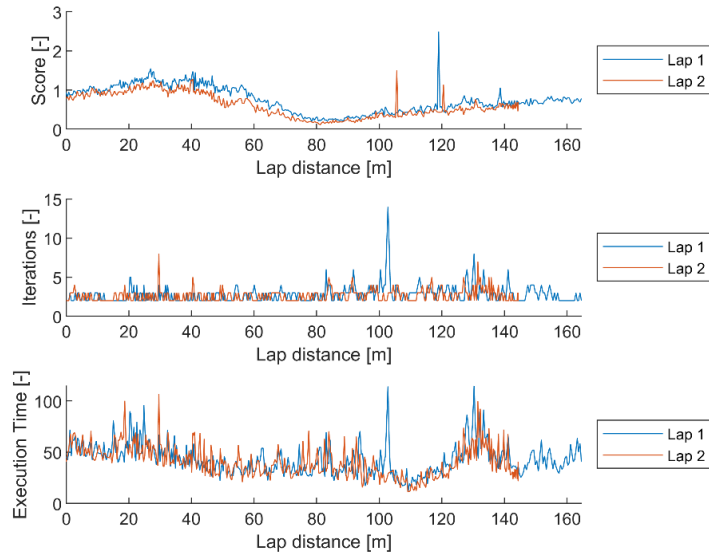 3
2
1
0
Score [-]
0 20 40 60 80 100 120 140 160
Lap distance [m]
Lap 1
Lap 2
15
10
5
0
Iterations [-]
0 20 40 60 80 100 120 140 160
Lap distance [m]
Lap 1
Lap 2
100
50
0
Execution Time [-]
0 20 40 60 80 100 120 140 160
Lap distance [m]
Lap 1
Lap 2